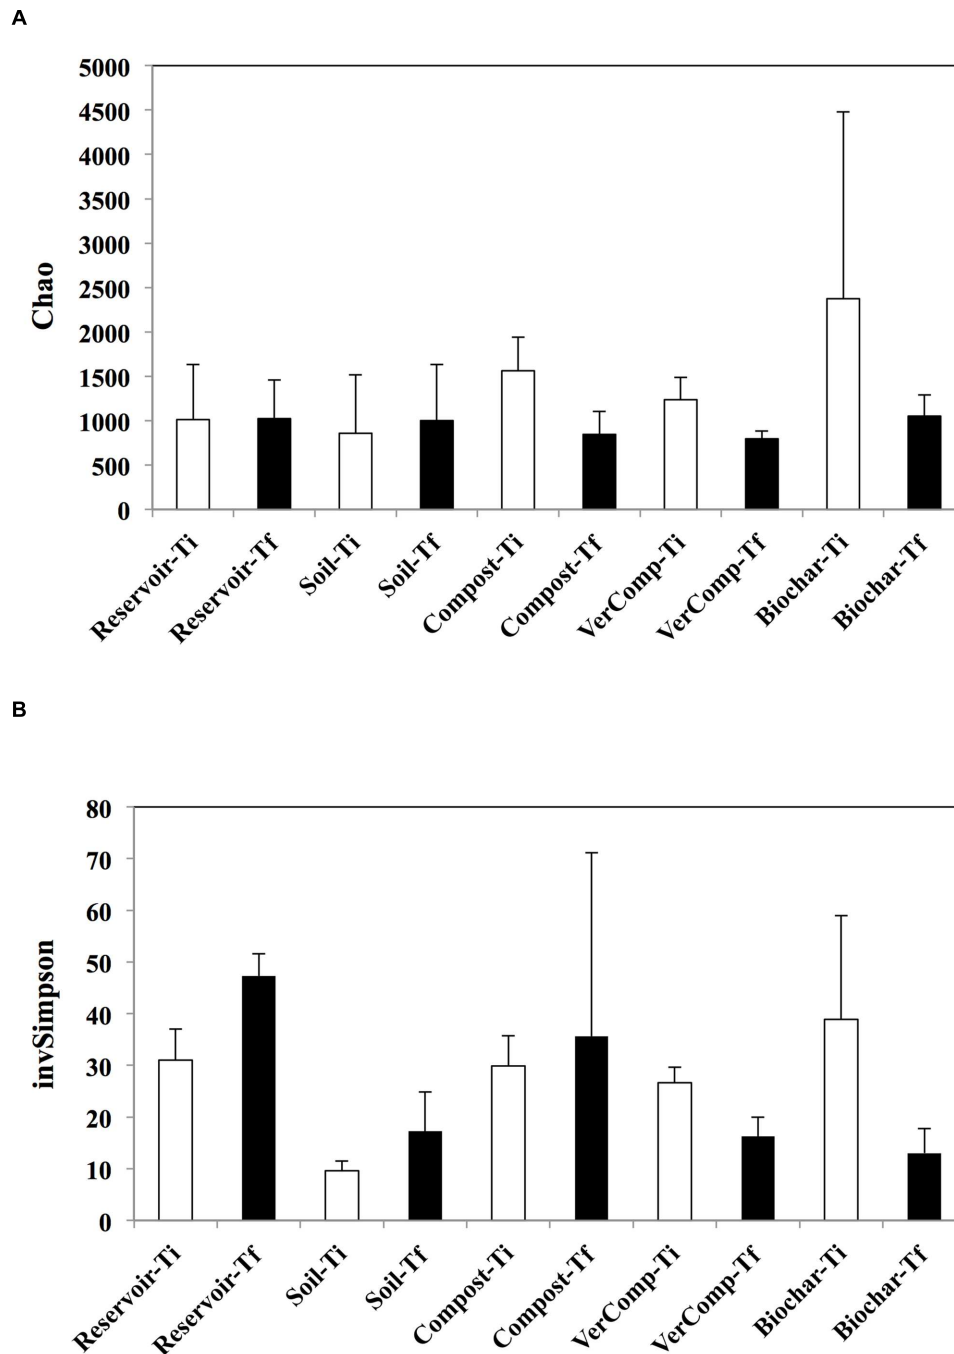 A
5000
4500
4000
3500
3000
2500
2000
1500
1000
500
0
Chao
Reservoir-Ti
Reservoir-Tf
Soil-Ti
Soil-Tf
Compost-Ti
Compost-Tf
VerComp-Ti
VerComp-Tf
Biochar-Ti
Biochar-Tf
B
80
70
60
50
40
30
20
10
0
invSimpson
Reservoir-Ti
Reservoir-Tf
Soil-Ti
Soil-Tf
Compost-Ti
Compost-Tf
VerComp-Ti
VerComp-Tf
Biochar-Ti
Biochar-Tf